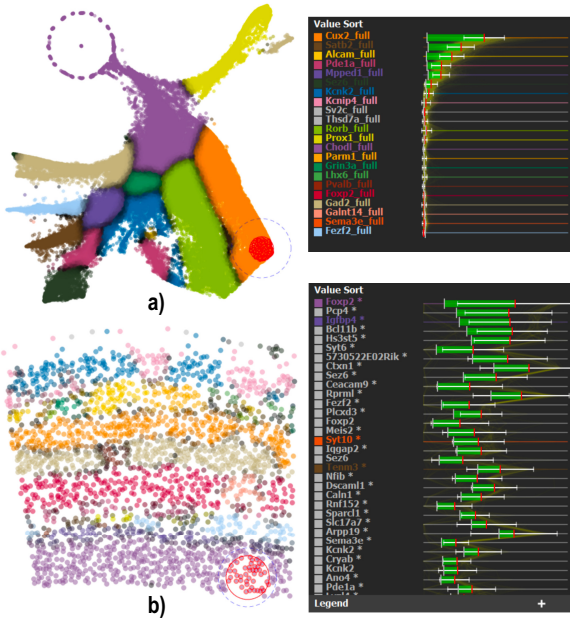 Value Sort
Cux2_full
Satb2_full
Alcam_full
Pde1a_full
Mpped1_full
Sez6_full
Kcnk2_full
Kcnip4_full
Sv2c_full
Thsd7a_full
Rorb_full
Prox1_full
Chodl_full
Parm1_full
Grin3a_full
Lhx6_full
Pvalb_full
Foxp2_full
Gad2_full
Galnt14_full
Sema3e_full
Fezf2_full
a)
Value Sort
Foxp2 *
Pcp4 *
Igfbp4 *
Bcl11b *
Hs3st5 *
Syt6 *
5730522E02Rik *
Ctxn1 *
Sez6 *
Ceacam9 *
Rprml *
Fezf2 *
Plcxd3 *
Foxp2
Meis2 *
Syt10 *
Iqgap2 *
Sez6
Tenm3 *
Nfib *
Dscaml1 *
Caln1 *
Rnf152 *
Sparcl1 *
Slc17a7 *
Arpp19 *
Sema3e *
Kcnk2 *
Cryab *
Kcnk2
Ano4 *
Pde1a *
Legend +
b)